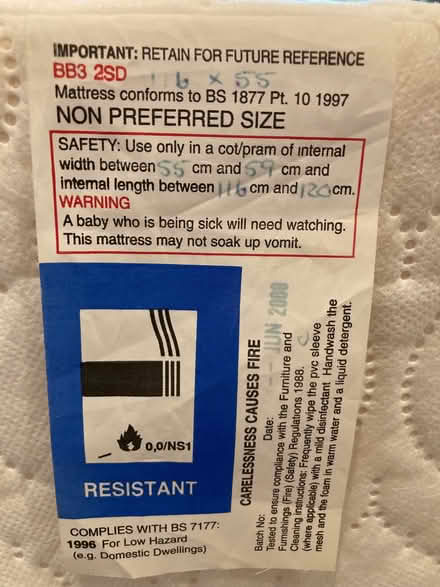 IMPORTANT: RETAIN FOR FUTURE REFERENCE
BB3 2SD 116 x 55
Mattress conforms to BS 1877 Pt. 10 1997
NON PREFERRED SIZE
SAFETY: Use only in a cot/pram of internal
width between 55 cm and 59 cm and
internal length between 116 cm and 120 cm.
WARNING
A baby who is being sick will need watching.
This mattress may not soak up vomit.
0,0/NS1
RESISTANT
COMPLIES WITH BS 7177:
1996 For Low Hazard
(e.g. Domestic Dwellings)
CARELESSNESS CAUSES FIRE
Batch No: Date: JUN 2000
Tested to ensure compliance with the Furniture and
Furnishings (Fire) (Safety) Regulations 1988.
Cleaning instructions: Frequently wipe the pvc sleeve
(where applicable) with a mild disinfectant Handwash the
mesh and the foam in warm water and a liquid detergent.